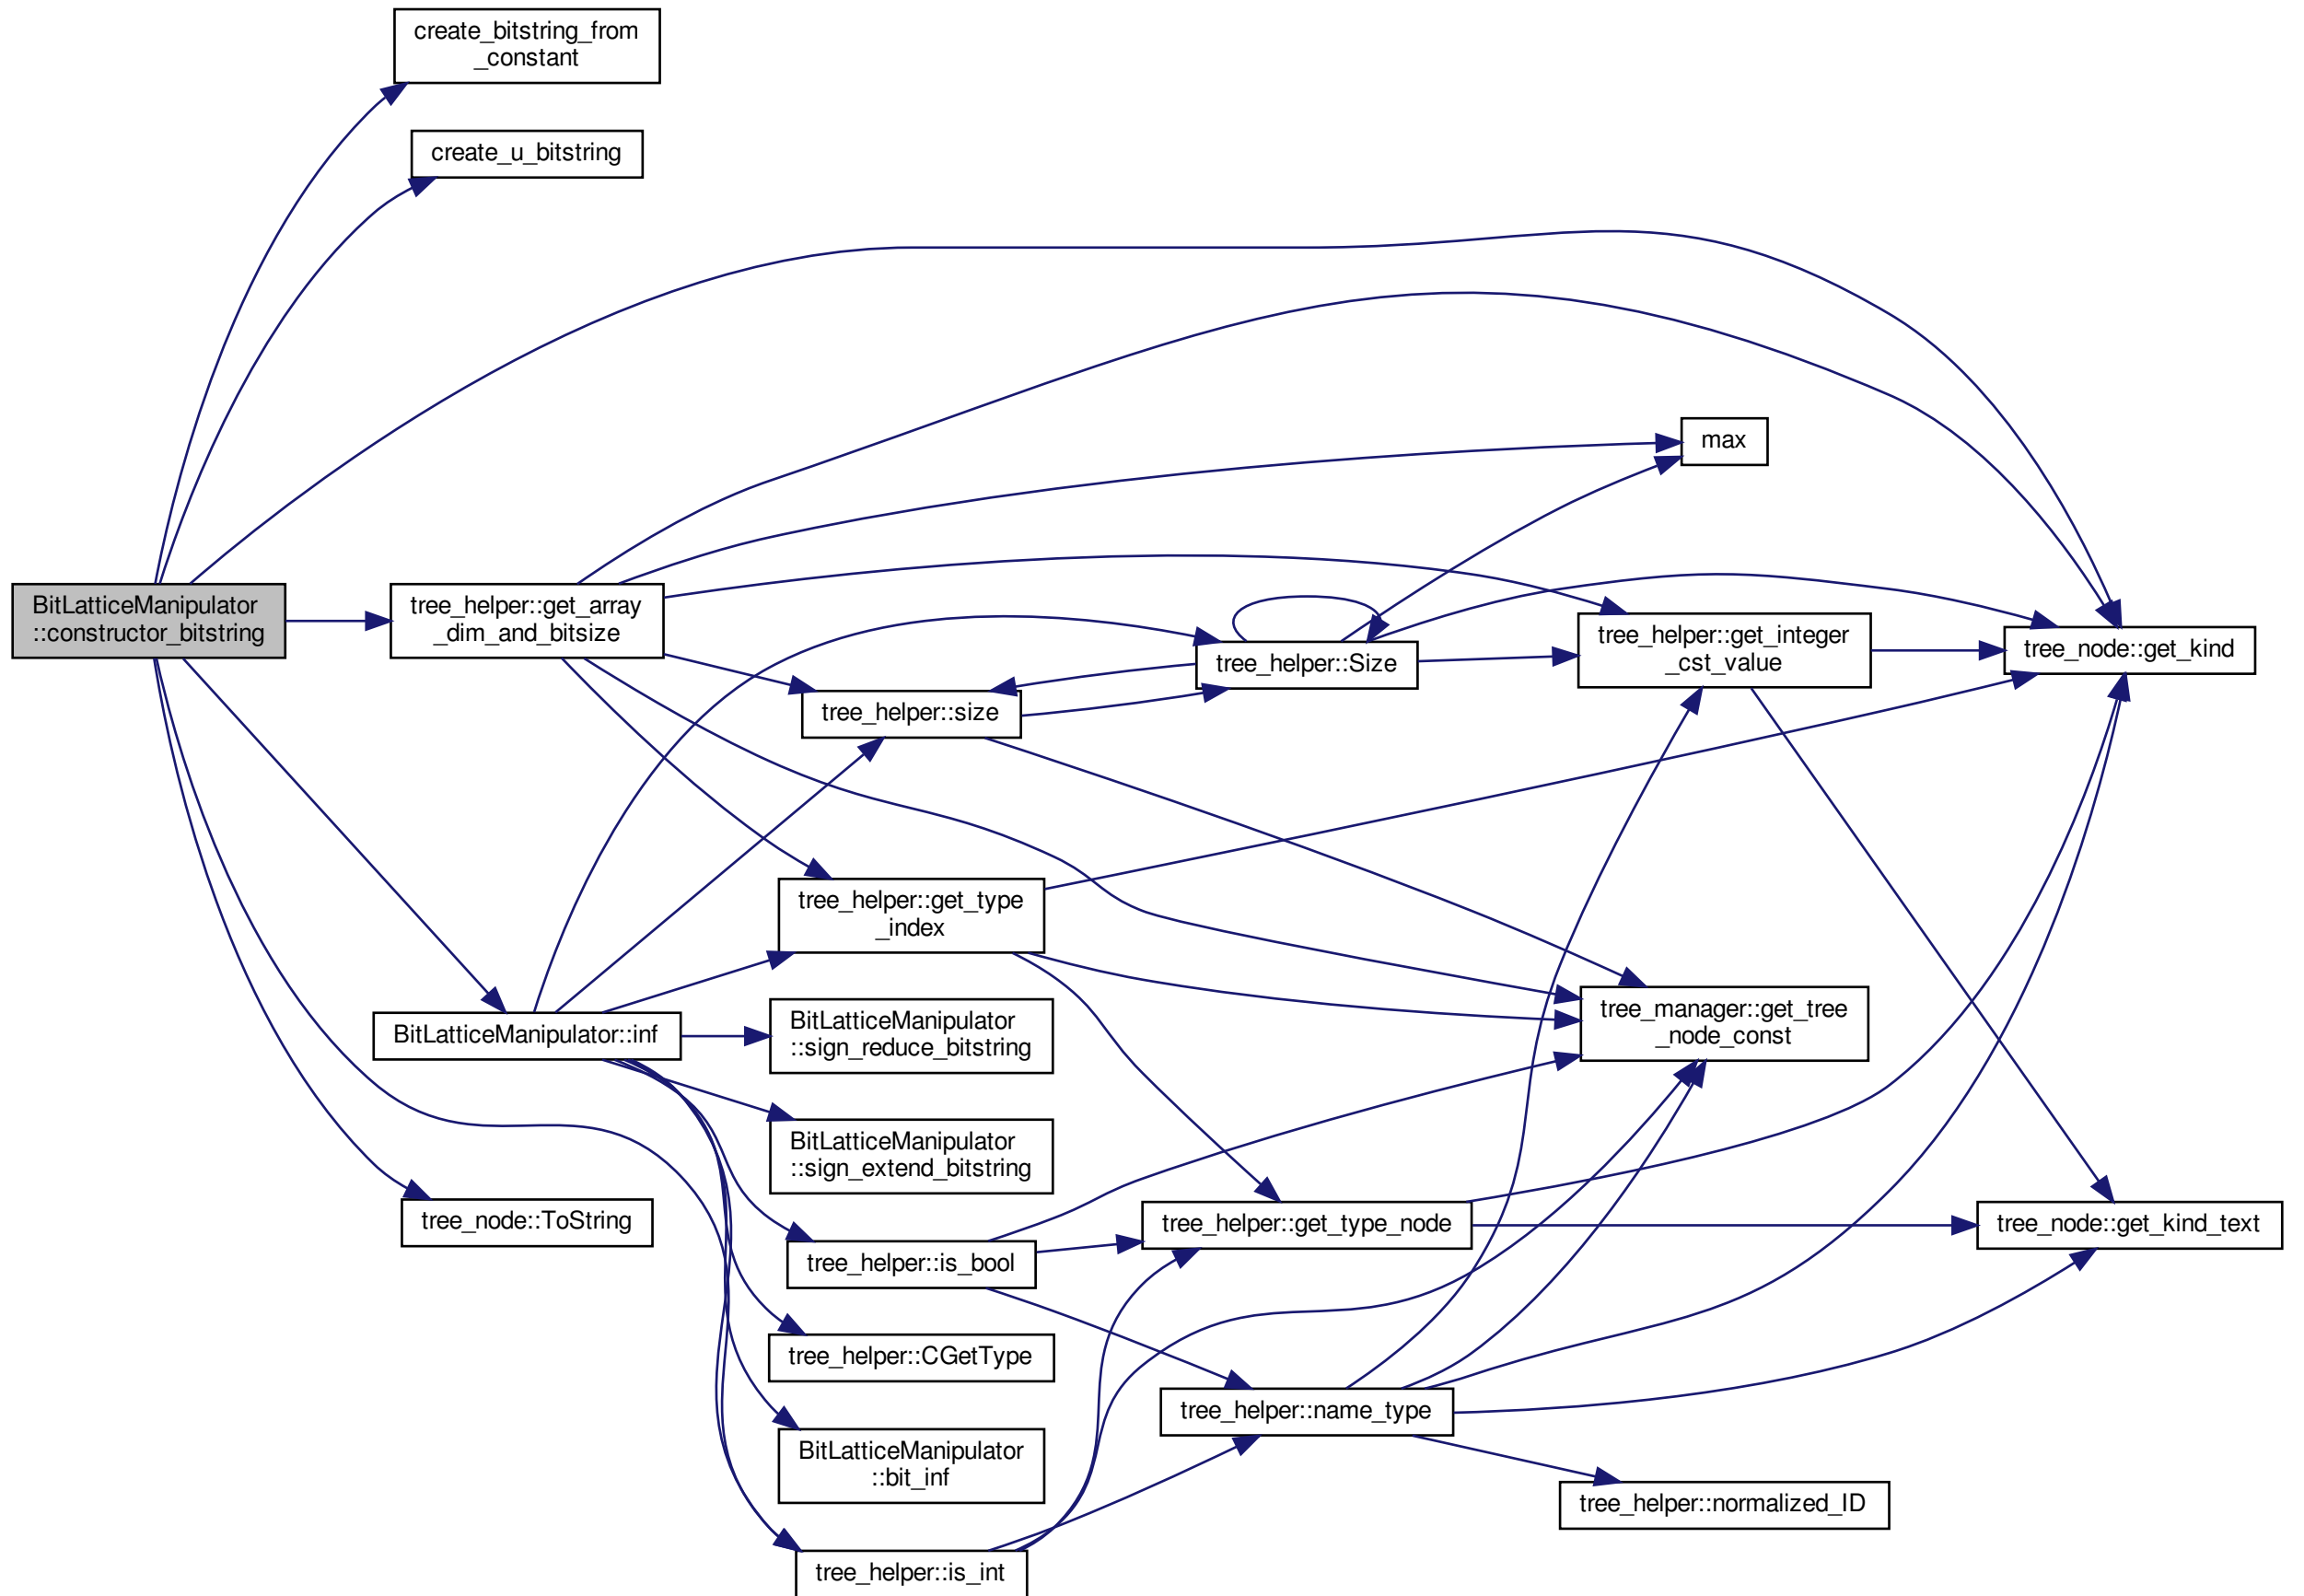 create_bitstring_from
_constant
create_u_bitstring
max
BitLatticeManipulator
::constructor_bitstring
tree_helper::get_array
_dim_and_bitsize
tree_helper::Size
tree_helper::get_integer
_cst_value
tree_node::get_kind
tree_helper::size
tree_helper::get_type
_index
BitLatticeManipulator::inf
BitLatticeManipulator
::sign_reduce_bitstring
tree_manager::get_tree
_node_const
BitLatticeManipulator
::sign_extend_bitstring
tree_node::ToString
tree_helper::get_type_node
tree_node::get_kind_text
tree_helper::is_bool
tree_helper::CGetType
tree_helper::name_type
BitLatticeManipulator
::bit_inf
tree_helper::normalized_ID
tree_helper::is_int